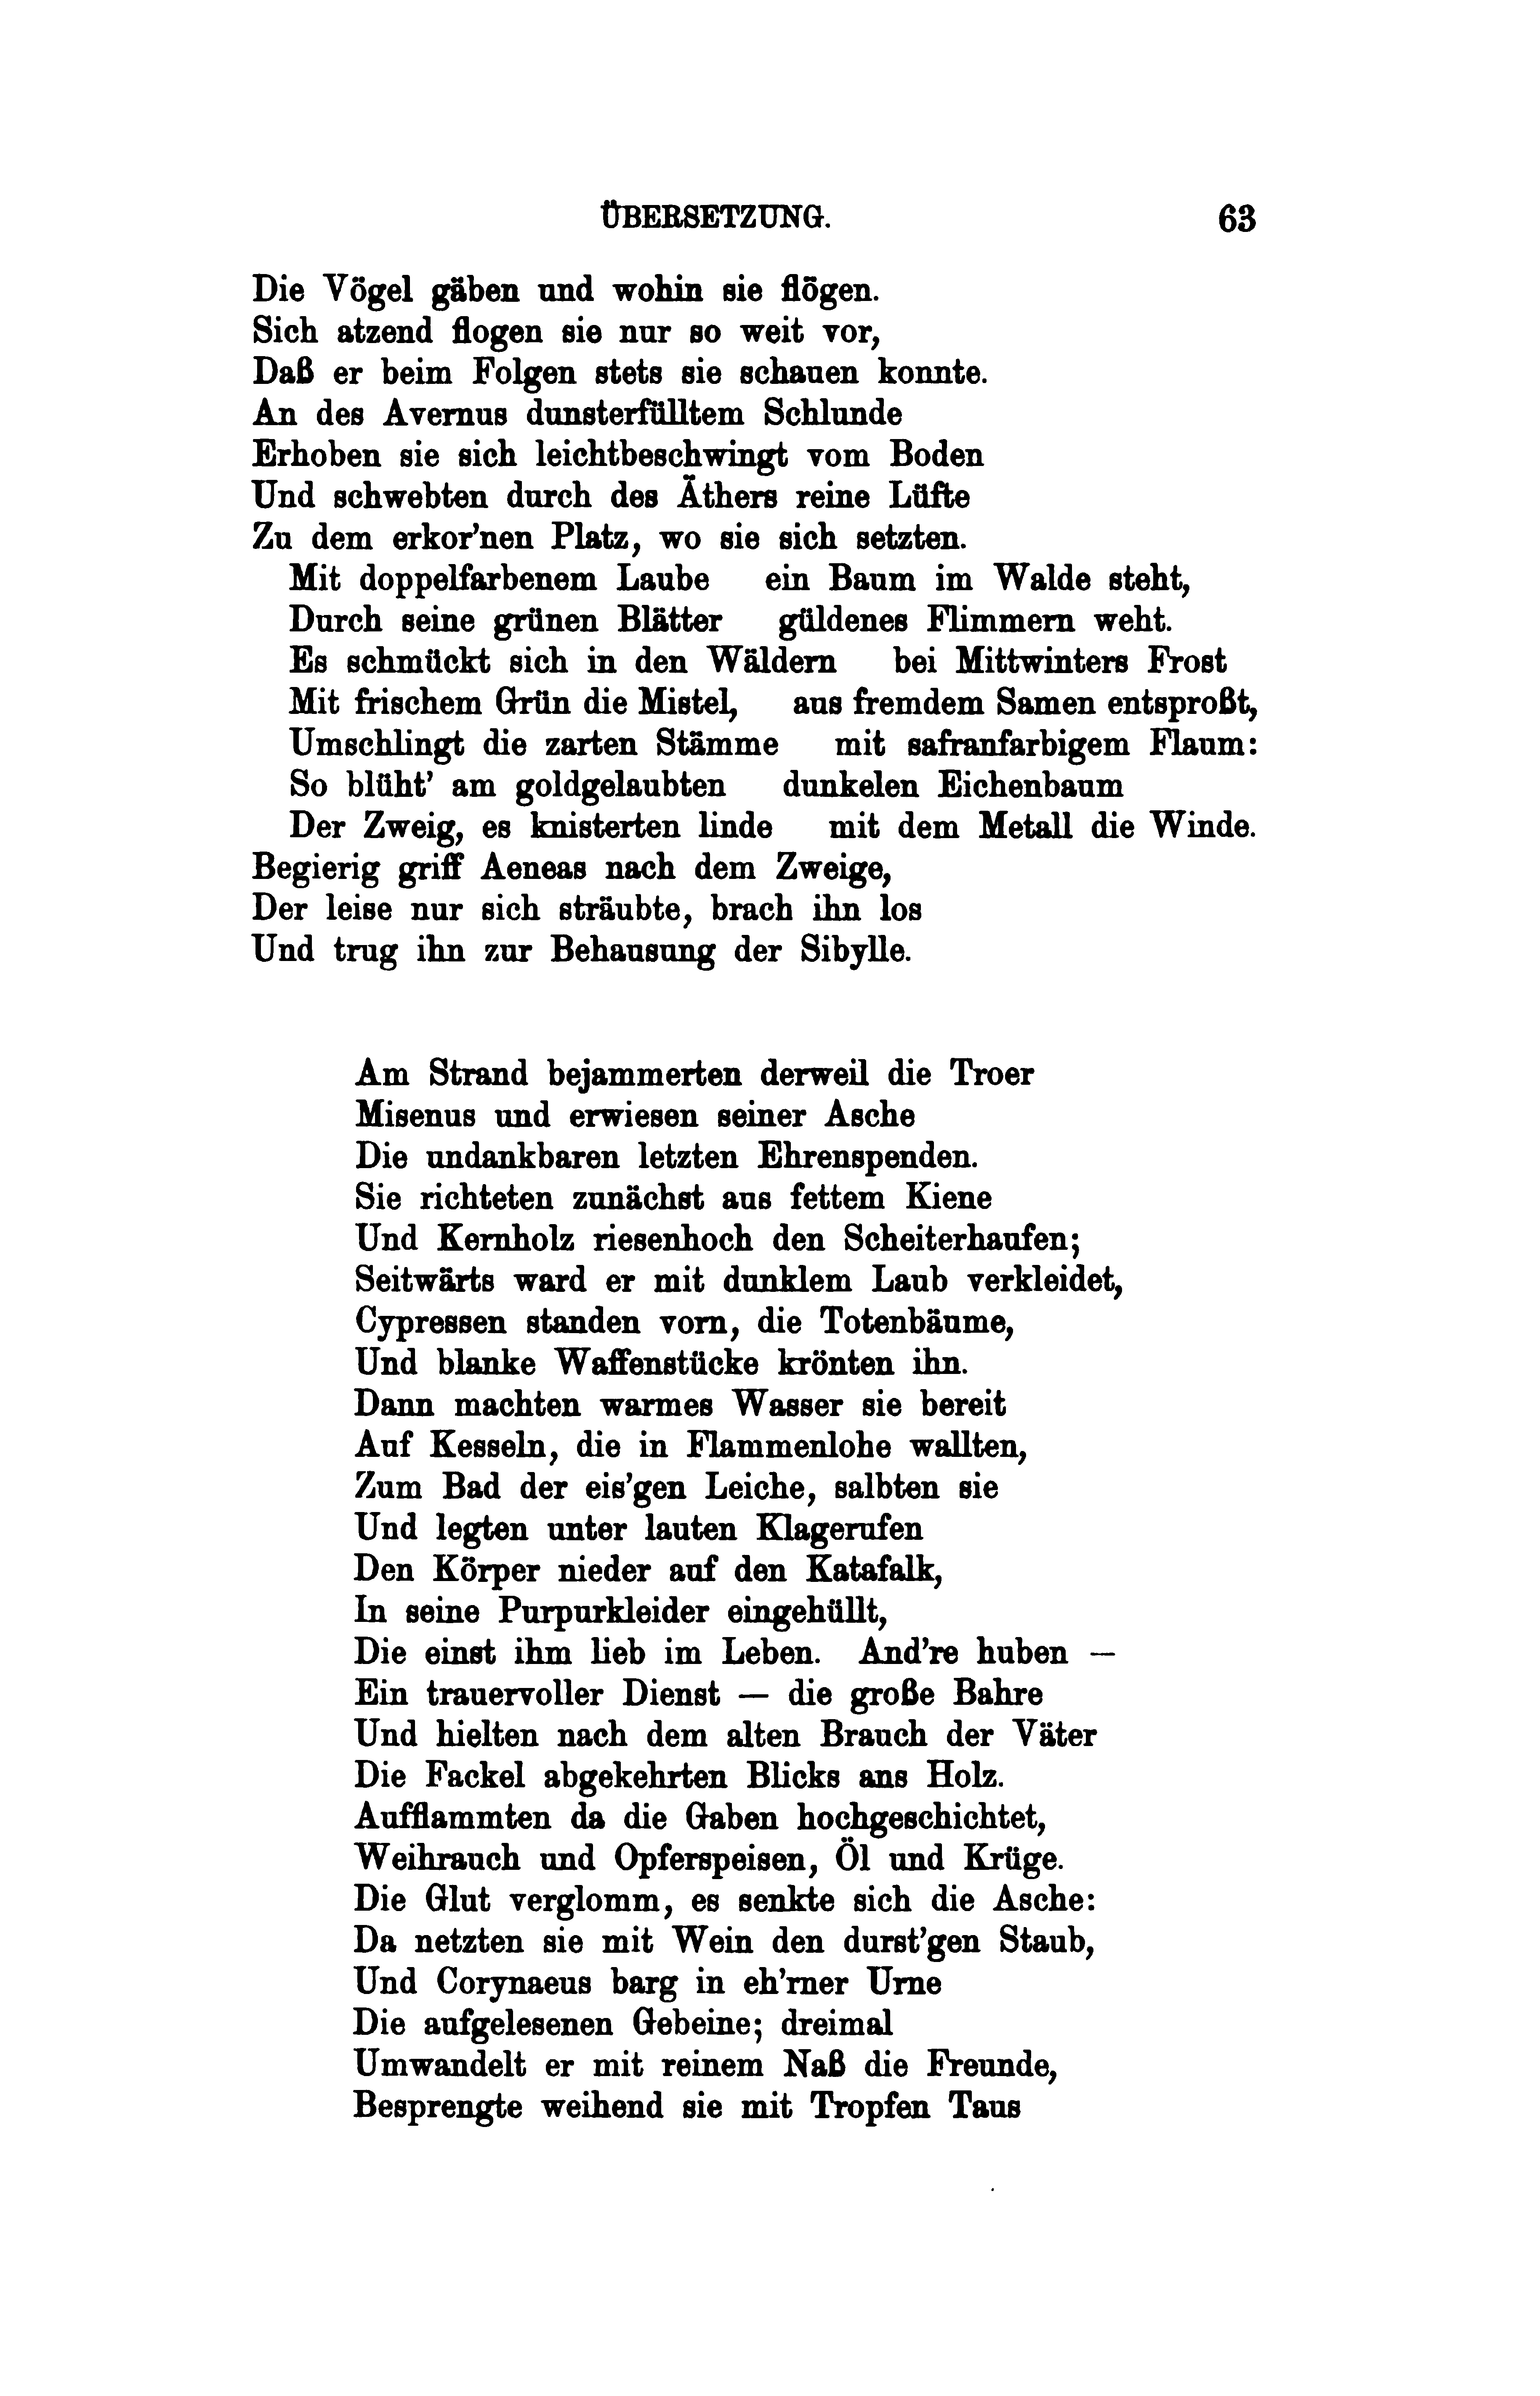 ÜBERSETZUNG. 63
Die Vögel gäben und wohin sie flögen.
Sich atzend flogen sie nur so weit vor,
Daß er beim Folgen stets sie schauen konnte.
An des Avernus dunsterfülltem Schlunde
Erhoben sie sich leichtbeschwingt vom Boden
Und schwebten durch des Äthers reine Lüfte
Zu dem erkor'nen Platz, wo sie sich setzten.
Mit doppelfarbenem Laube ein Baum im Walde steht,
Durch seine grünen Blätter güldenes Flimmern weht.
Es schmückt sich in den Wäldern bei Mittwinters Frost
Mit frischem Grün die Mistel, aus fremdem Samen entsproßt,
Umschlingt die zarten Stämme mit safranfarbigem Flaum:
So blüht' am goldgelaubten dunkelen Eichenbaum
Der Zweig, es knisterten linde mit dem Metall die Winde.
Begierig griff Aeneas nach dem Zweige,
Der leise nur sich sträubte, brach ihn los
Und trug ihn zur Behausung der Sibylle.
Am Strand bejammerten derweil die Troer
Misenus und erwiesen seiner Asche
Die undankbaren letzten Ehrenspenden.
Sie richteten zunächst aus fettem Kiene
Und Kernholz riesenhoch den Scheiterhaufen;
Seitwärts ward er mit dunklem Laub verkleidet,
Cypressen standen vorn, die Totenbäume,
Und blanke Waffenstücke krönten ihn.
Dann machten warmes Wasser sie bereit
Auf Kesseln, die in Flammenlohe wallten,
Zum Bad der eis'gen Leiche, salbten sie
Und legten unter lauten Klagerufen
Den Körper nieder auf den Katafalk,
In seine Purpurkleider eingehüllt,
Die einst ihm lieb im Leben. And're huben —
Ein trauervoller Dienst — die große Bahre
Und hielten nach dem alten Brauch der Väter
Die Fackel abgekehrten Blicks ans Holz.
Aufflammten da die Gaben hochgeschichtet,
Weihrauch und Opferspeisen, Öl und Krüge.
Die Glut verglomm, es senkte sich die Asche:
Da netzten sie mit Wein den durst'gen Staub,
Und Corynaeus barg in eh'rner Urne
Die aufgelesenen Gebeine; dreimal
Umwandelt er mit reinem Naß die Freunde,
Besprengte weihend sie mit Tropfen Taus